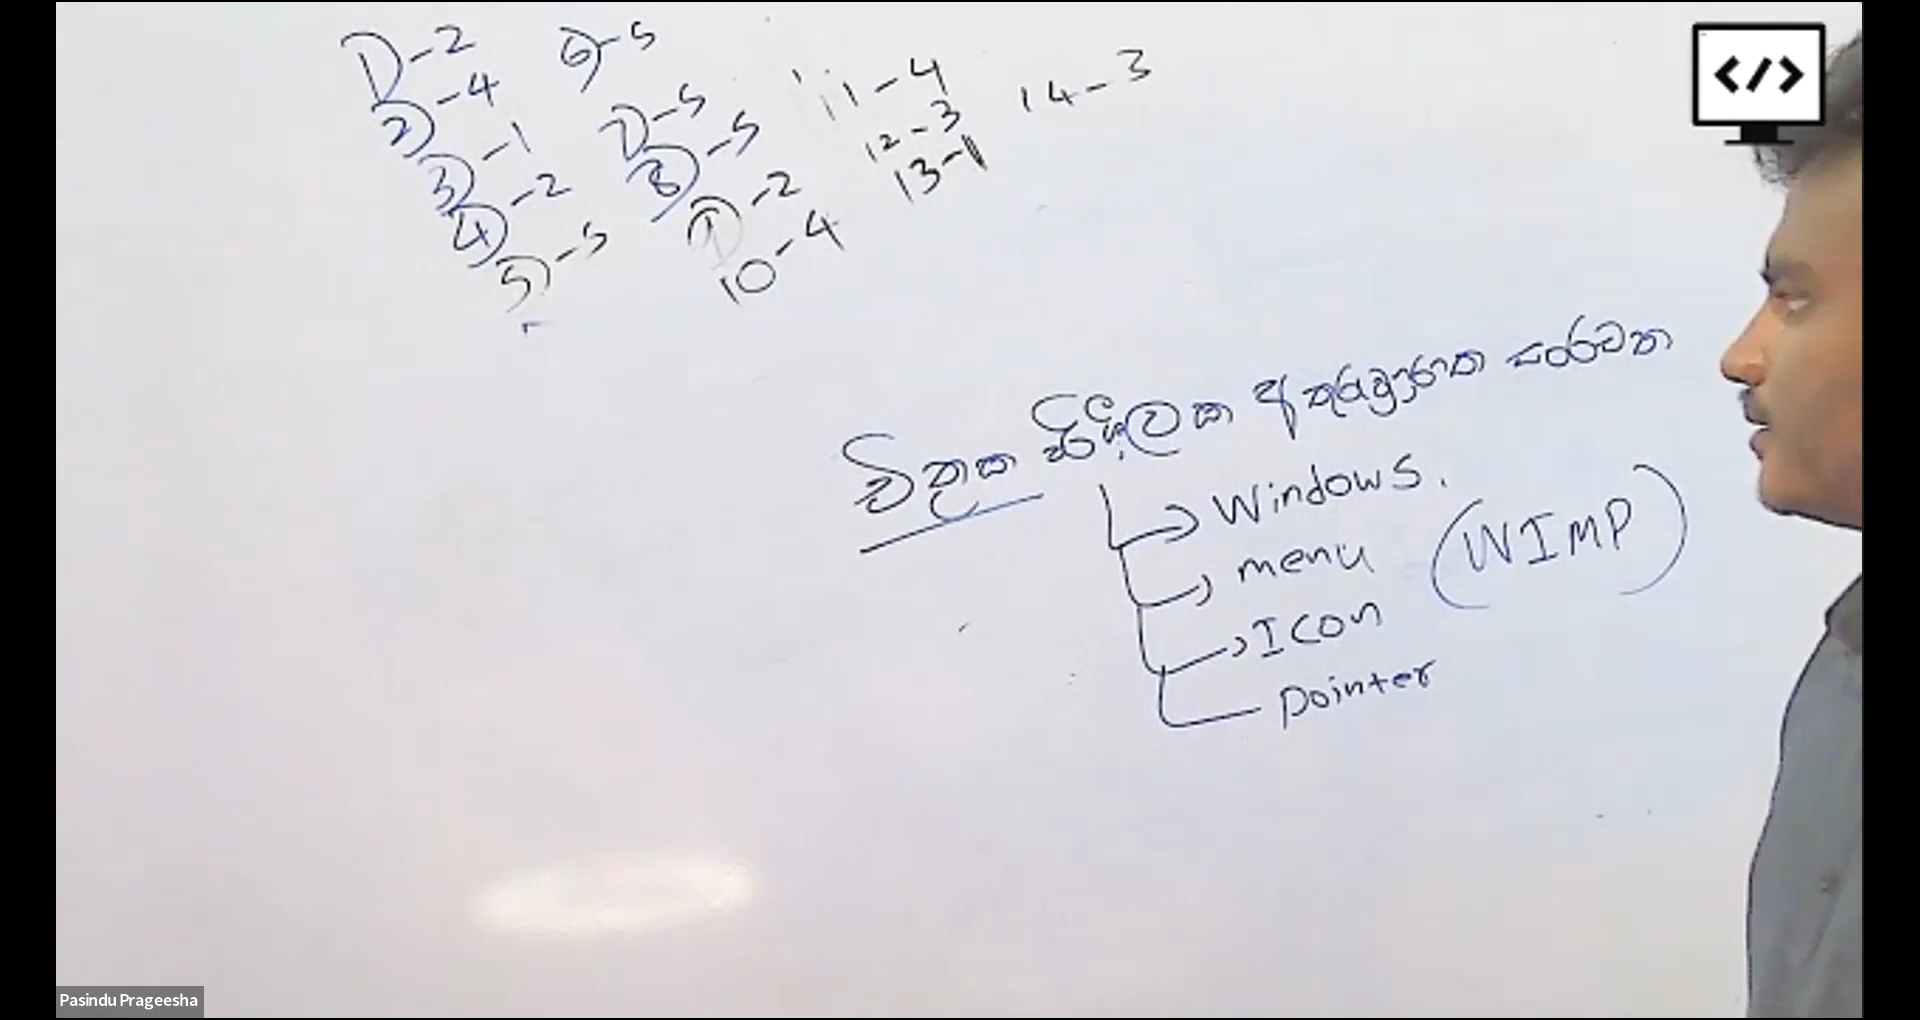 1) - 2
2) - 4
3) - 1
4) - 2
5) - 5
6) - 5
7) - 5
8) - 5
9) - 2
10 - 4
11 - 4
12 - 3
13 - 1
14 - 3
</>
චිත්‍රක පරිශීලක අතුරුමුහුණත සංරචක
Windows.
menu (WIMP)
Icon
pointer
Pasindu Prageesha